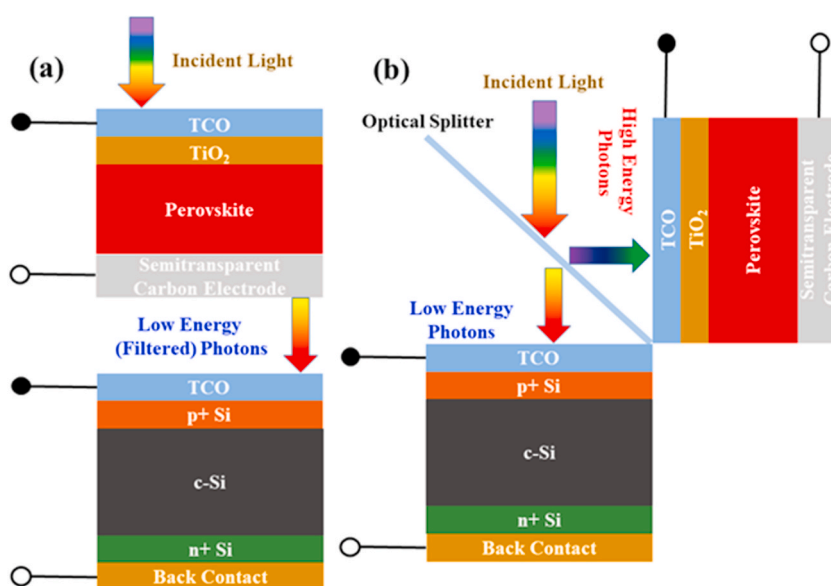 (a)
Incident Light
TCO
TiO₂
Perovskite
Semitransparent
Carbon Electrode
Low Energy
(Filtered) Photons
TCO
p+ Si
c-Si
n+ Si
Back Contact
(b)
Incident Light
Optical Splitter
High Energy
Photons
TCO
TiO₂
Perovskite
Semitransparent
Carbon Electrode
Low Energy
Photons
TCO
p+ Si
c-Si
n+ Si
Back Contact